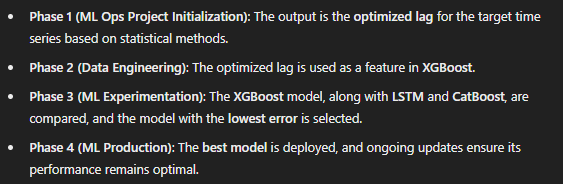 • Phase 1 (ML Ops Project Initialization): The output is the optimized lag for the target time
series based on statistical methods.
• Phase 2 (Data Engineering): The optimized lag is used as a feature in XGBoost.
• Phase 3 (ML Experimentation): The XGBoost model, along with LSTM and CatBoost, are
compared, and the model with the lowest error is selected.
• Phase 4 (ML Production): The best model is deployed, and ongoing updates ensure its
performance remains optimal.